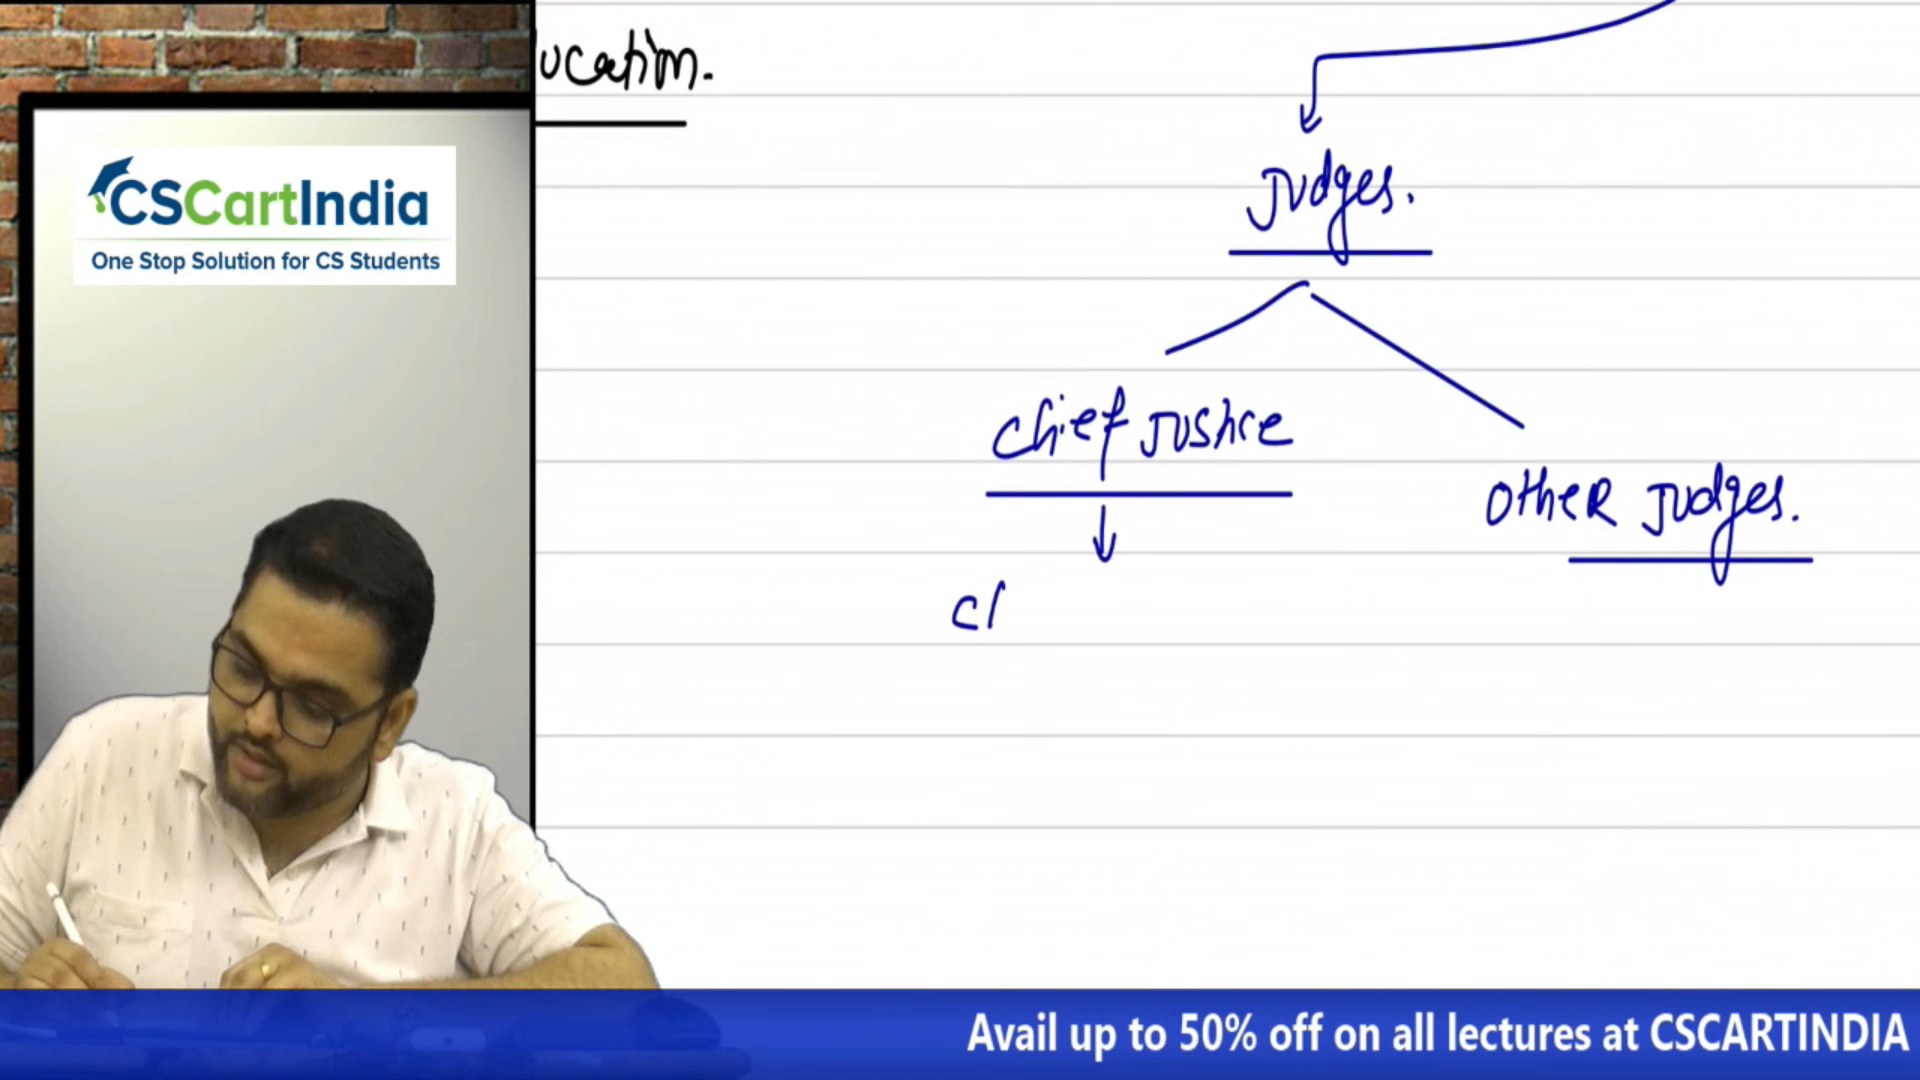 ucation.
CSCartIndia
One Stop Solution for CS Students
Judges.
Chief Justice
Other Judges.
Avail up to 50% off on all lectures at CSCARTINDIA